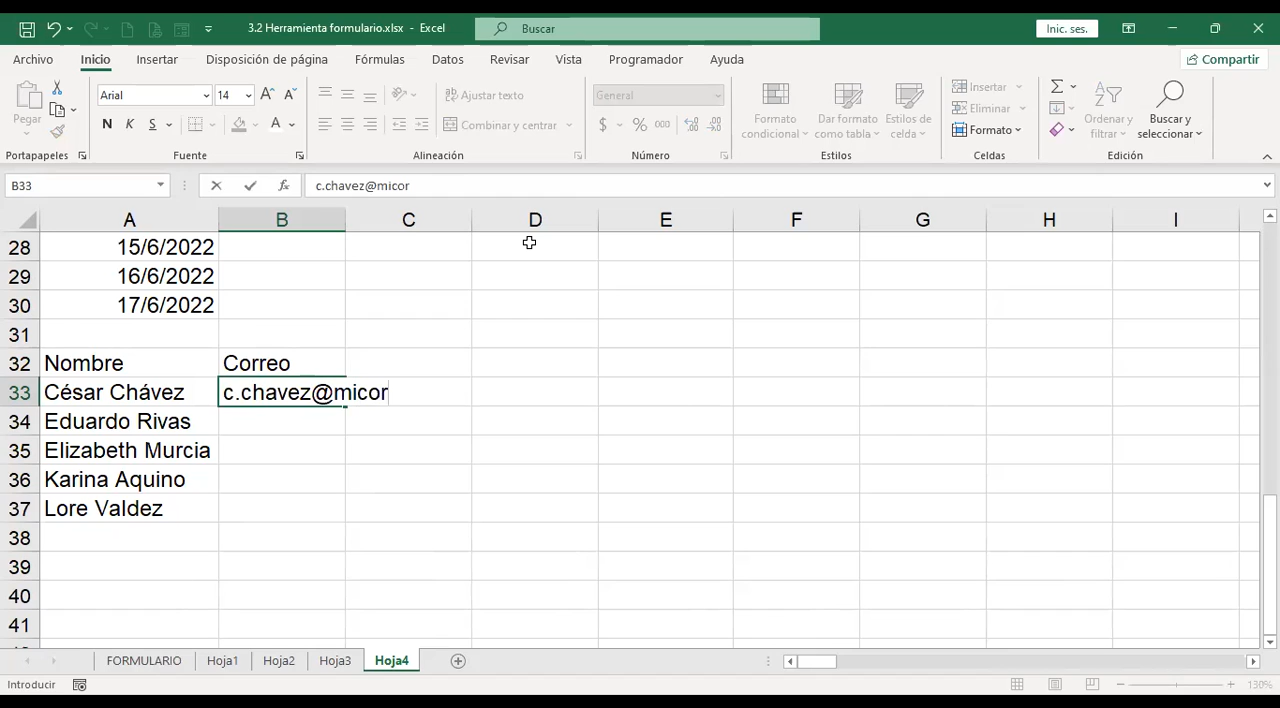 3.2 Herramienta formulario.xlsx - Excel
Buscar
Inic. ses.
Archivo Inicio Insertar Disposición de página Fórmulas Datos Revisar Vista Programador Ayuda
Compartir
Pegar
Arial 14
N K S
Ajustar texto
Combinar y centrar
General
$ % 000
Formato condicional
Dar formato como tabla
Estilos de celda
Insertar
Eliminar
Formato
Ordenar y filtrar
Buscar y seleccionar
Portapapeles Fuente Alineación Número Estilos Celdas Edición
B33 fx c.chavez@micor
A B C D E F G H I
28 15/6/2022
29 16/6/2022
30 17/6/2022
31
32 Nombre Correo
33 César Chávez c.chavez@micor
34 Eduardo Rivas
35 Elizabeth Murcia
36 Karina Aquino
37 Lore Valdez
38
39
40
41
FORMULARIO Hoja1 Hoja2 Hoja3 Hoja4
Introducir
130%